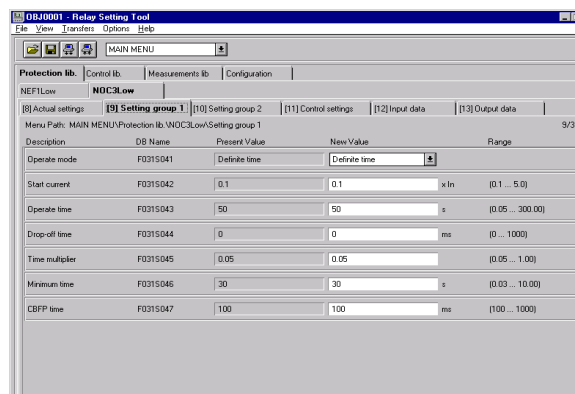 OBJ0001 - Relay Setting Tool
File View Transfers Options Help
MAIN MENU
Protection lib. Control lib. Measurements lib Configuration
NEF1Low NOC3Low
[8] Actual settings [9] Setting group 1 [10] Setting group 2 [11] Control settings [12] Input data [13] Output data
Menu Path: MAIN MENU\Protection lib.\NOC3Low\Setting group 1 9/3
Description DB Name Present Value New Value Range
Operate mode F031S041 Definite time Definite time
Start current F031S042 0.1 0.1 x In (0.1 ... 5.0)
Operate time F031S043 50 50 s (0.05 ... 300.00)
Drop-off time F031S044 0 0 ms (0 ... 1000)
Time multiplier F031S045 0.05 0.05 (0.05 ... 1.00)
Minimum time F031S046 30 30 s (0.03 ... 10.00)
CBFP time F031S047 100 100 ms (100 ... 1000)